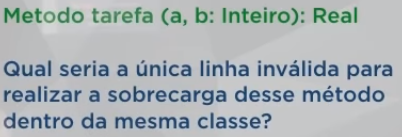 Metodo tarefa (a, b: Inteiro): Real
Qual seria a única linha inválida para
realizar a sobrecarga desse método
dentro da mesma classe?